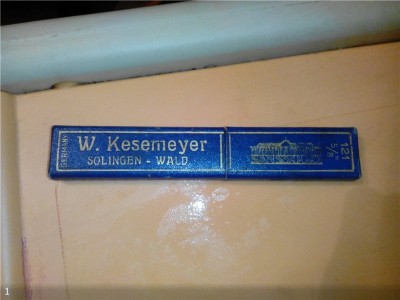 GERMANY
W. Kesemeyer
SOLINGEN - WALD
121
5/8
1